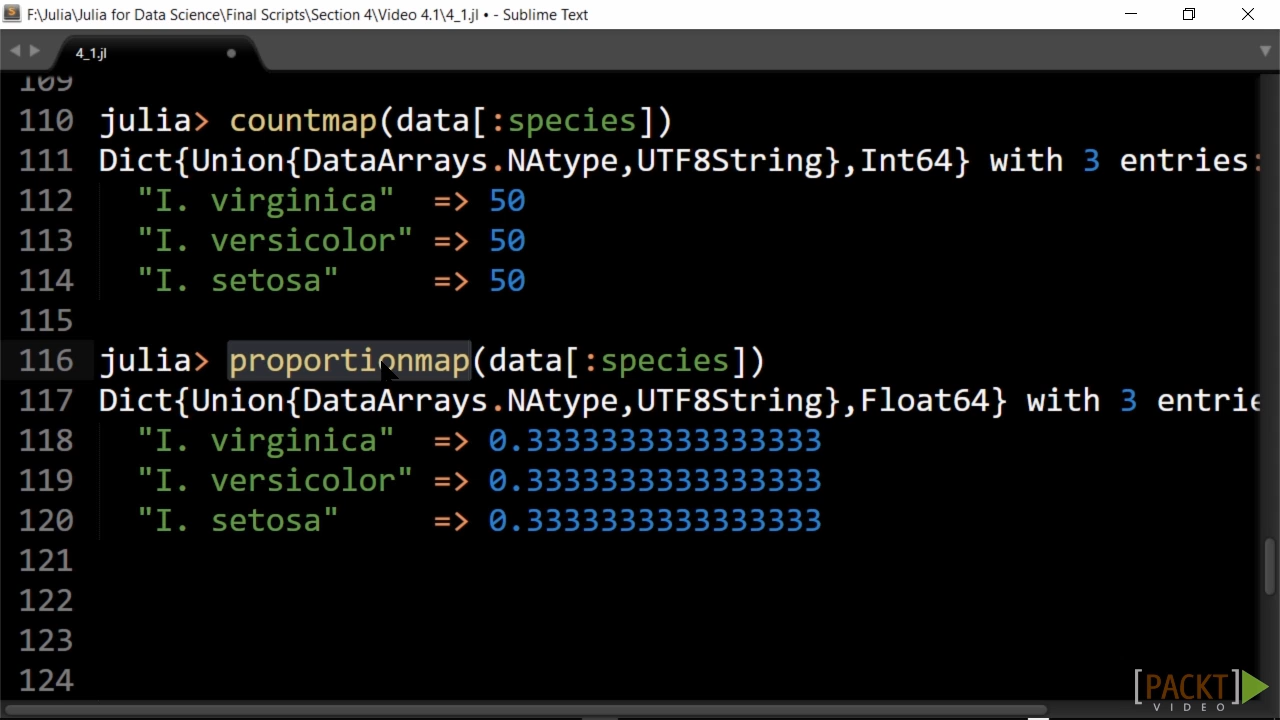 F:\Julia\Julia for Data Science\Final Scripts\Section 4\Video 4.1\4_1.jl • - Sublime Text
4_1.jl
109
110 julia> countmap(data[:species])
111 Dict{Union{DataArrays.NAtype,UTF8String},Int64} with 3 entries:
112 "I. virginica" => 50
113 "I. versicolor" => 50
114 "I. setosa" => 50
115
116 julia> proportionmap(data[:species])
117 Dict{Union{DataArrays.NAtype,UTF8String},Float64} with 3 entrie
118 "I. virginica" => 0.3333333333333333
119 "I. versicolor" => 0.3333333333333333
120 "I. setosa" => 0.3333333333333333
121
122
123
124
[PACKT]
VIDEO